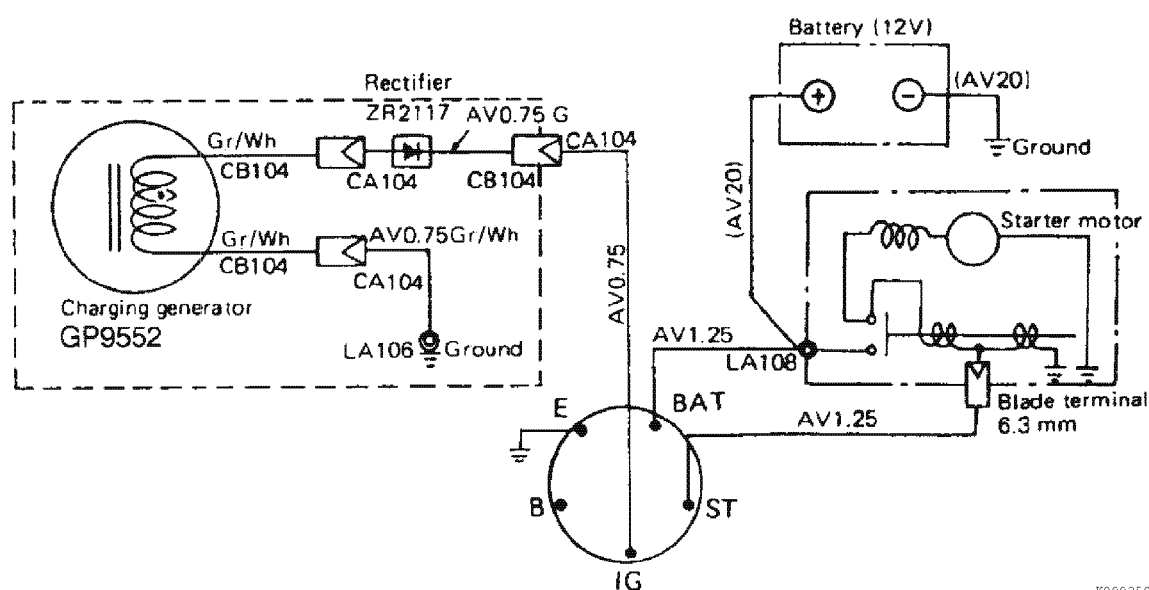 Battery (12V)
(AV20)
Ground
(AV20)
Rectifier
ZR2117
AV0.75 G
CA104
Gr/Wh
CB104
CA104
CB104
Gr/Wh
CB104
AV0.75Gr/Wh
CA104
Charging generator
GP9552
LA106
Ground
AV0.75
Starter motor
AV1.25
LA108
Blade terminal
6.3 mm
AV1.25
E
BAT
B
ST
IG